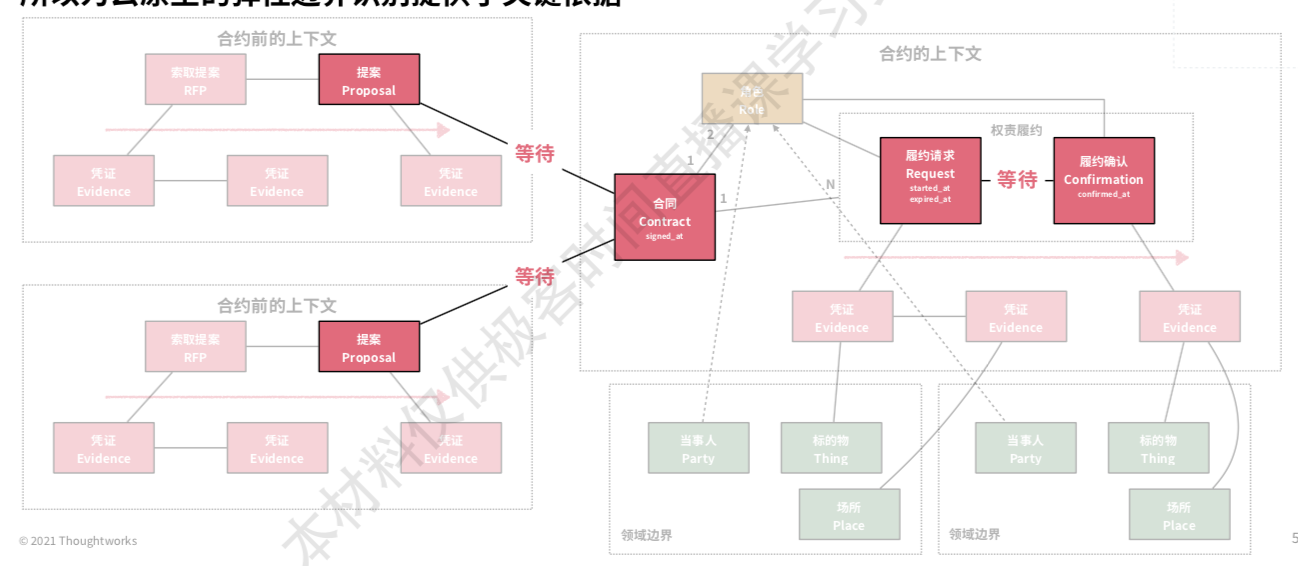 合约前的上下文
索取提案
RFP
提案
Proposal
凭证
Evidence
凭证
Evidence
凭证
Evidence
等待
合约前的上下文
索取提案
RFP
提案
Proposal
凭证
Evidence
凭证
Evidence
凭证
Evidence
等待
合约的上下文
Role
2
1
合同
Contract
signed_at
1
N
权责履约
履约请求
Request
started_at
expired_at
等待
履约确认
Confirmation
confirmed_at
凭证
Evidence
凭证
Evidence
凭证
Evidence
当事人
Party
标的物
Thing
场所
Place
领域边界
当事人
Party
标的物
Thing
场所
Place
领域边界
本材料仅供极客时间直播课学习
© 2021 Thoughtworks
5